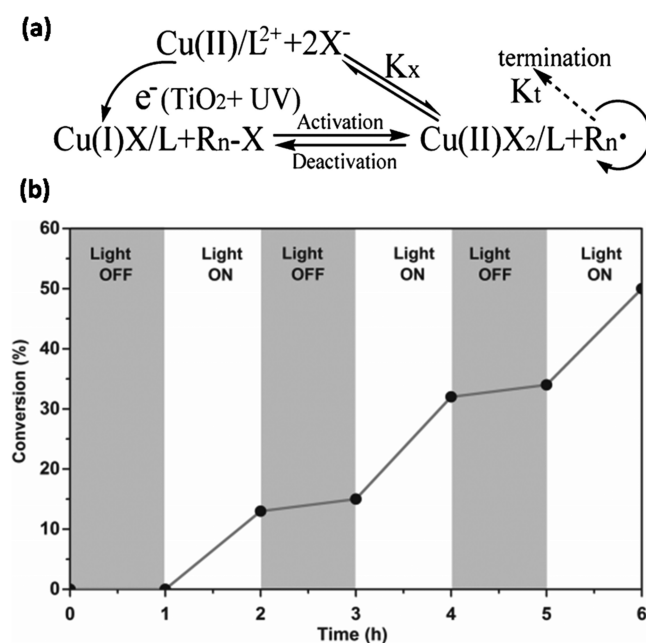 (a)
Cu(II)/L²⁺+2X⁻
Kx
termination
Kt
e⁻(TiO₂+ UV)
Cu(I)X/L+Rn-X
Activation
Deactivation
Cu(II)X₂/L+Rn·
(b)
Conversion (%)
60
50
40
30
20
10
0
Light OFF
Light ON
Light OFF
Light ON
Light OFF
Light ON
0 1 2 3 4 5 6
Time (h)